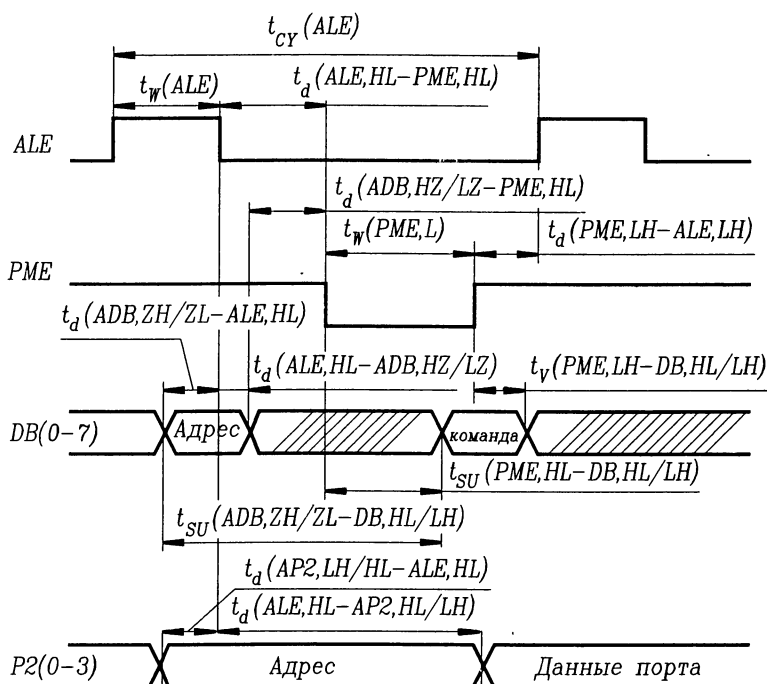 t_CY(ALE)
t_W(ALE)
t_d(ALE,HL-PME,HL)
ALE
t_d(ADB,HZ/LZ-PME,HL)
t_W(PME,L)
t_d(PME,LH-ALE,LH)
PME
t_d(ADB,ZH/ZL-ALE,HL)
t_d(ALE,HL-ADB,HZ/LZ)
t_V(PME,LH-DB,HL/LH)
DB(0-7)
Адрес
команда
t_SU(PME,HL-DB,HL/LH)
t_SU(ADB,ZH/ZL-DB,HL/LH)
t_d(AP2,LH/HL-ALE,HL)
t_d(ALE,HL-AP2,HL/LH)
P2(0-3)
Адрес
Данные порта